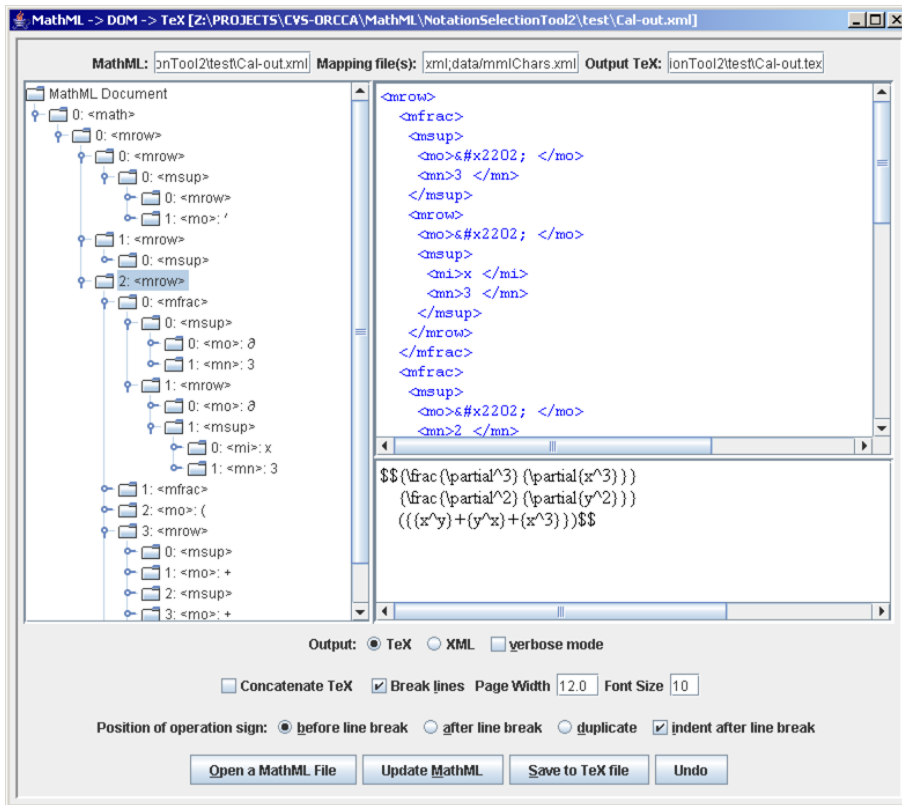 MathML -> DOM -> TeX [Z:\PROJECTS\CVS-ORCCA\MathML\NotationSelectionTool2\test\Cal-out.xml]
MathML: onTool2\test\Cal-out.xml Mapping file(s): xml;data/mmlChars.xml Output TeX: ionTool2\test\Cal-out.tex
MathML Document
0: <math>
0: <mrow>
0: <mrow>
0: <msup>
0: <mrow>
1: <mo>: ′
1: <mrow>
0: <msup>
2: <mrow>
0: <mfrac>
0: <msup>
0: <mo>: ∂
1: <mn>: 3
1: <mrow>
0: <mo>: ∂
1: <msup>
0: <mi>: x
1: <mn>: 3
1: <mfrac>
2: <mo>: (
3: <mrow>
0: <msup>
1: <mo>: +
2: <msup>
3: <mo>: +
<mrow>
<mfrac>
<msup>
<mo>&#x2202; </mo>
<mn>3 </mn>
</msup>
<mrow>
<mo>&#x2202; </mo>
<msup>
<mi>x </mi>
<mn>3 </mn>
</msup>
</mrow>
</mfrac>
<mfrac>
<msup>
<mo>&#x2202; </mo>
<mn>2 </mn>
$${\frac{\partial^3}{\partial{x^3}}}
{\frac{\partial^2}{\partial{y^2}}}
({{x^y}+{y^x}+{x^3}})$$
Output: TeX XML verbose mode
Concatenate TeX Break lines Page Width 12.0 Font Size 10
Position of operation sign: before line break after line break duplicate indent after line break
Open a MathML File Update MathML Save to TeX file Undo